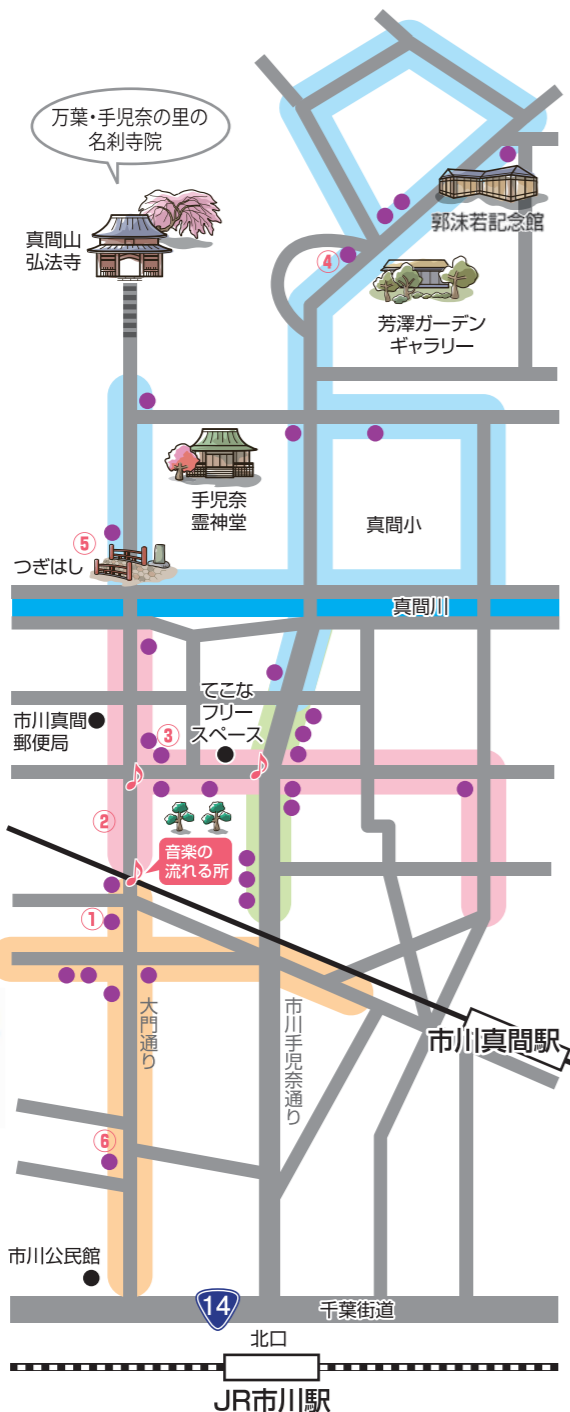 万葉・手児奈の里の
名刹寺院
真間山
弘法寺
郭沫若記念館
④
芳澤ガーデン
ギャラリー
手児奈
霊神堂
真間小
⑤
つぎはし
真間川
てこな
フリー
スペース
市川真間
郵便局
③
②
音楽の
流れる所
①
大門通り
市川手児奈通り
市川真間駅
⑥
市川公民館
14
千葉街道
北口
JR市川駅